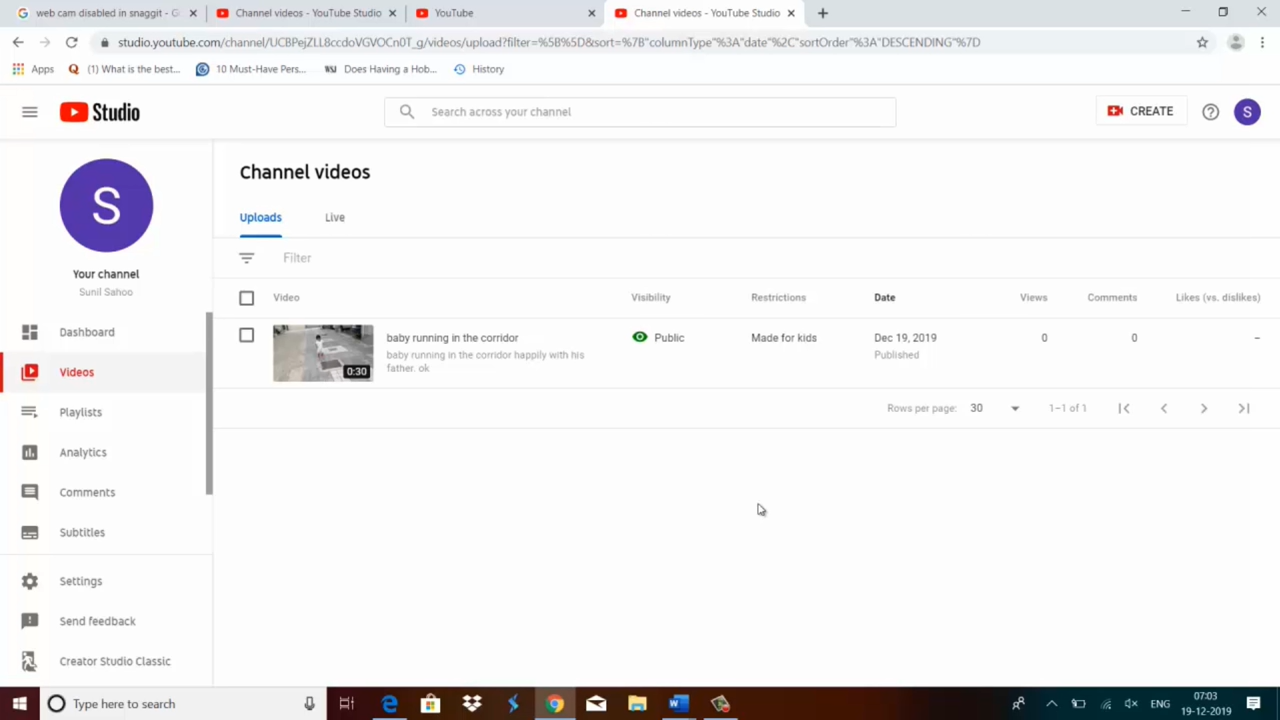 web cam disabled in snaggit - G
Channel videos - YouTube Studio
YouTube
Channel videos - YouTube Studio
studio.youtube.com/channel/UCBPejZLL8ccdoVGVOCn0T_g/videos/upload?filter=%5B%5D&sort=%7B"columnType"%3A"date"%2C"sortOrder"%3A"DESCENDING"%7D
Apps
(1) What is the best...
10 Must-Have Pers...
Does Having a Hob...
History
Studio
Search across your channel
CREATE
S
S
Your channel
Sunil Sahoo
Dashboard
Videos
Playlists
Analytics
Comments
Subtitles
Settings
Send feedback
Creator Studio Classic
Channel videos
Uploads Live
Filter
Video Visibility Restrictions Date Views Comments Likes (vs. dislikes)
0:30
baby running in the corridor
baby running in the corridor happily with his
father. ok
Public Made for kids Dec 19, 2019 0 0 –
Published
Rows per page: 30 1–1 of 1
Type here to search
ENG
07:03
19-12-2019